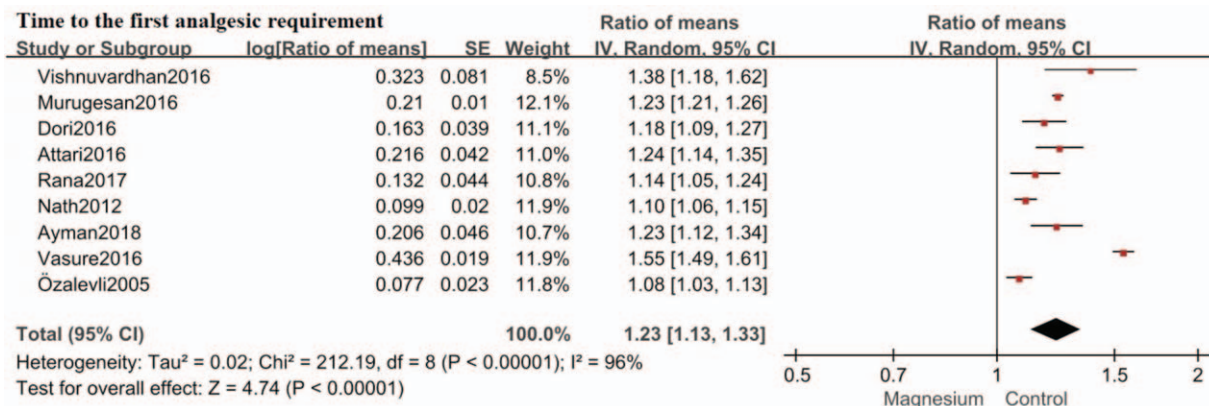 Time to the first analgesic requirement Ratio of means Ratio of means
Study or Subgroup log[Ratio of means] SE Weight IV. Random. 95% CI IV. Random. 95% CI
Vishnuvardhan2016 0.323 0.081 8.5% 1.38 [1.18, 1.62]
Murugesan2016 0.21 0.01 12.1% 1.23 [1.21, 1.26]
Dori2016 0.163 0.039 11.1% 1.18 [1.09, 1.27]
Attari2016 0.216 0.042 11.0% 1.24 [1.14, 1.35]
Rana2017 0.132 0.044 10.8% 1.14 [1.05, 1.24]
Nath2012 0.099 0.02 11.9% 1.10 [1.06, 1.15]
Ayman2018 0.206 0.046 10.7% 1.23 [1.12, 1.34]
Vasure2016 0.436 0.019 11.9% 1.55 [1.49, 1.61]
Özalevli2005 0.077 0.023 11.8% 1.08 [1.03, 1.13]
Total (95% CI) 100.0% 1.23 [1.13, 1.33]
Heterogeneity: Tau² = 0.02; Chi² = 212.19, df = 8 (P < 0.00001); I² = 96%
Test for overall effect: Z = 4.74 (P < 0.00001)
0.5 0.7 1 1.5 2
Magnesium Control